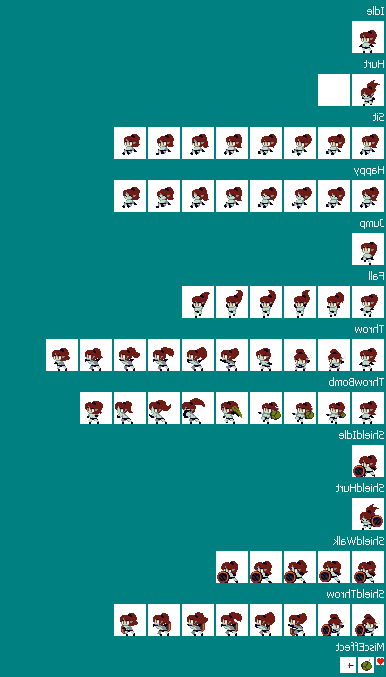 Idle
Hurt
Sit
Happy
Jump
Fall
Throw
ThrowBomb
ShieldIdle
ShieldHurt
ShieldWalk
ShieldThrow
MiscEffect